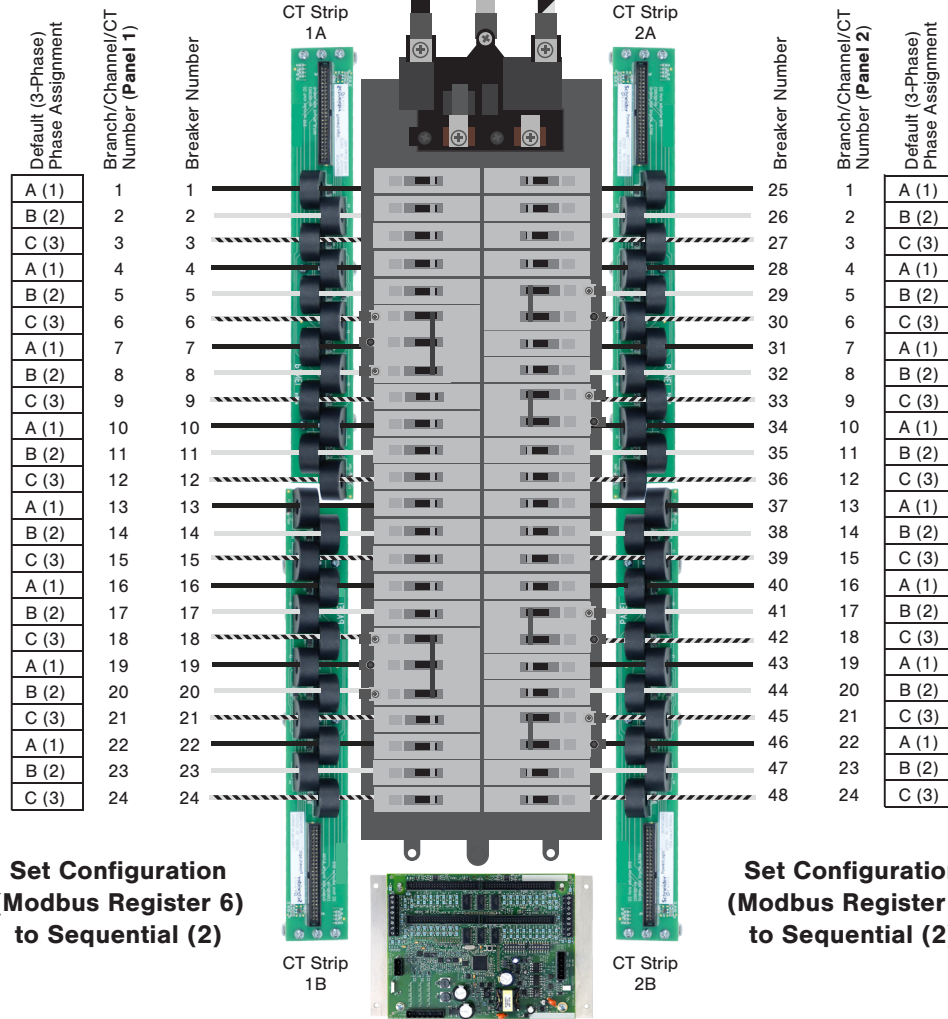 CT Strip
1A
CT Strip
2A
Default (3-Phase)
Phase Assignment
Branch/Channel/CT
Number (Panel 1)
Breaker Number
Breaker Number
Branch/Channel/CT
Number (Panel 2)
Default (3-Phase)
Phase Assignment
A (1) 1 1 25 1 A (1)
B (2) 2 2 26 2 B (2)
C (3) 3 3 27 3 C (3)
A (1) 4 4 28 4 A (1)
B (2) 5 5 29 5 B (2)
C (3) 6 6 30 6 C (3)
A (1) 7 7 31 7 A (1)
B (2) 8 8 32 8 B (2)
C (3) 9 9 33 9 C (3)
A (1) 10 10 34 10 A (1)
B (2) 11 11 35 11 B (2)
C (3) 12 12 36 12 C (3)
A (1) 13 13 37 13 A (1)
B (2) 14 14 38 14 B (2)
C (3) 15 15 39 15 C (3)
A (1) 16 16 40 16 A (1)
B (2) 17 17 41 17 B (2)
C (3) 18 18 42 18 C (3)
A (1) 19 19 43 19 A (1)
B (2) 20 20 44 20 B (2)
C (3) 21 21 45 21 C (3)
A (1) 22 22 46 22 A (1)
B (2) 23 23 47 23 B (2)
C (3) 24 24 48 24 C (3)
Set Configuration
(Modbus Register 6)
to Sequential (2)
Set Configuratio
(Modbus Register
to Sequential (2
CT Strip
1B
CT Strip
2B